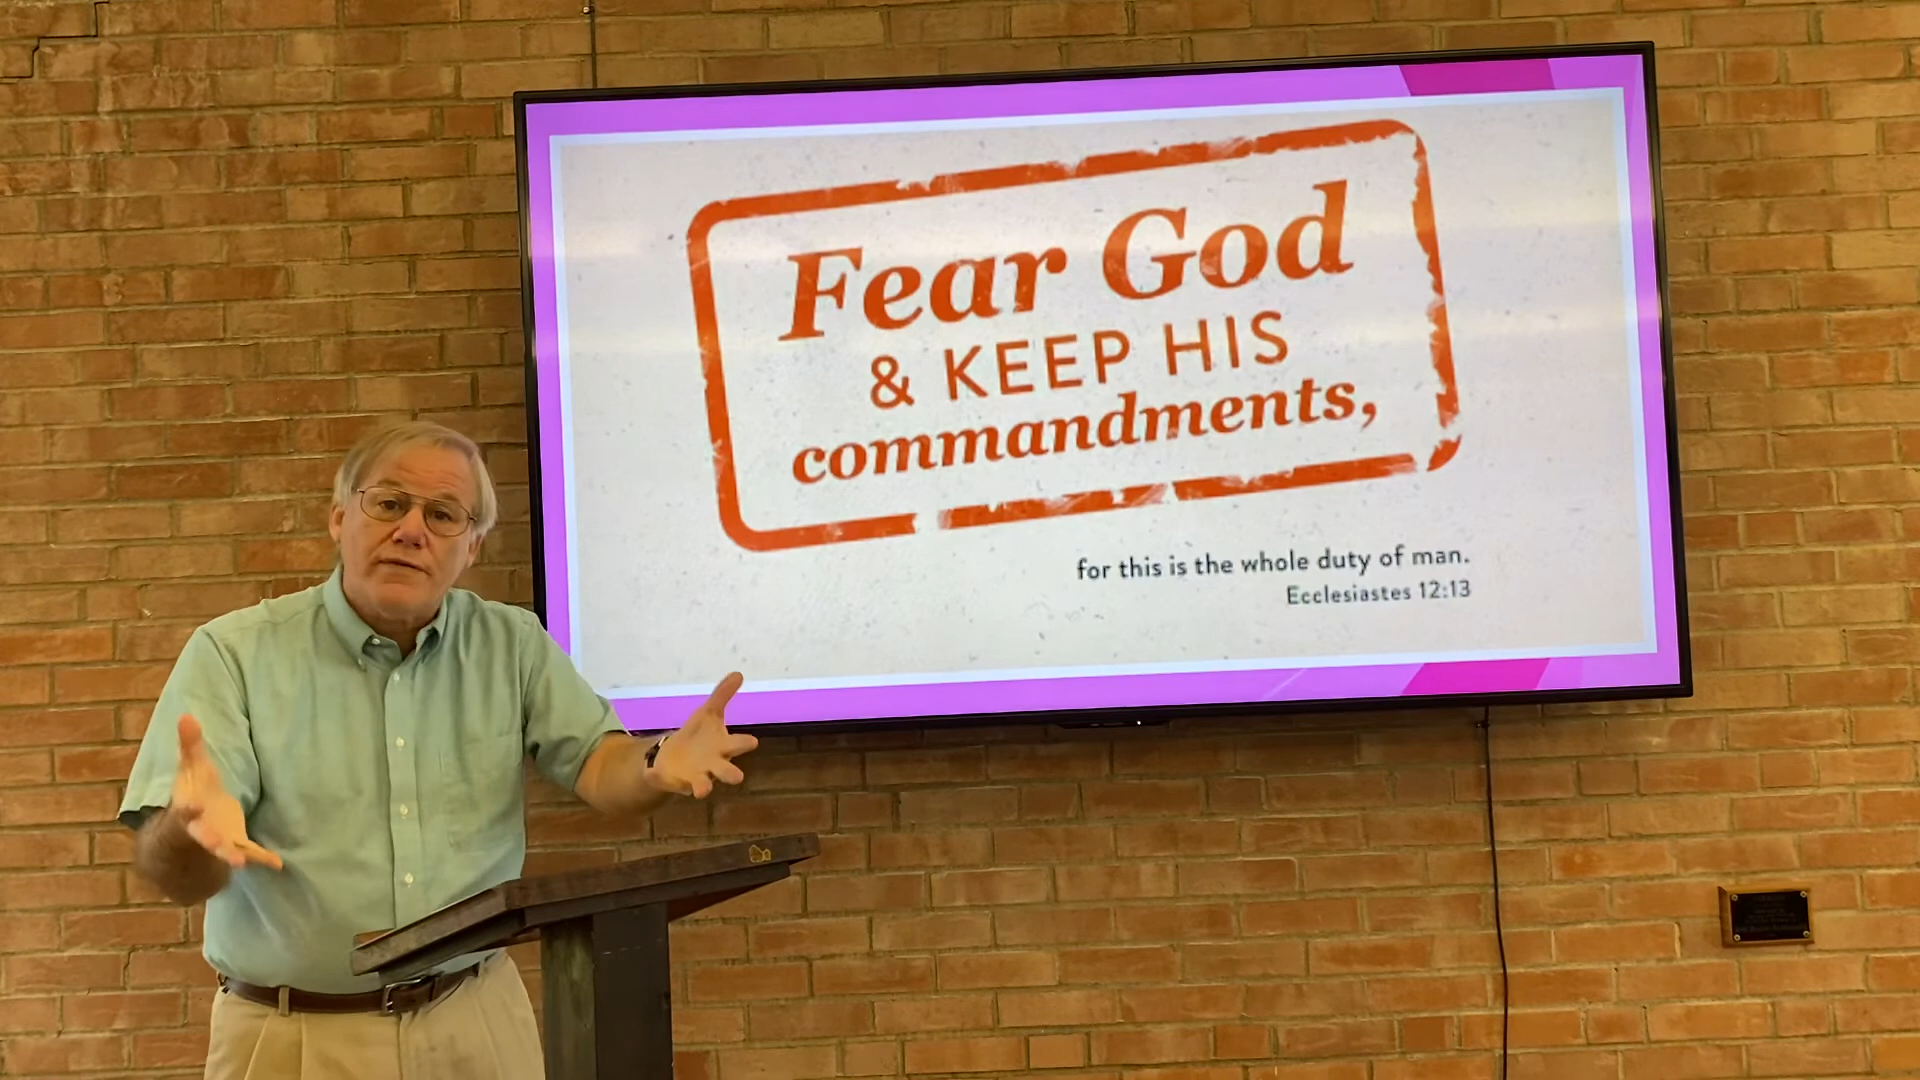 Fear God
& KEEP HIS
commandments,
for this is the whole duty of man.
Ecclesiastes 12:13